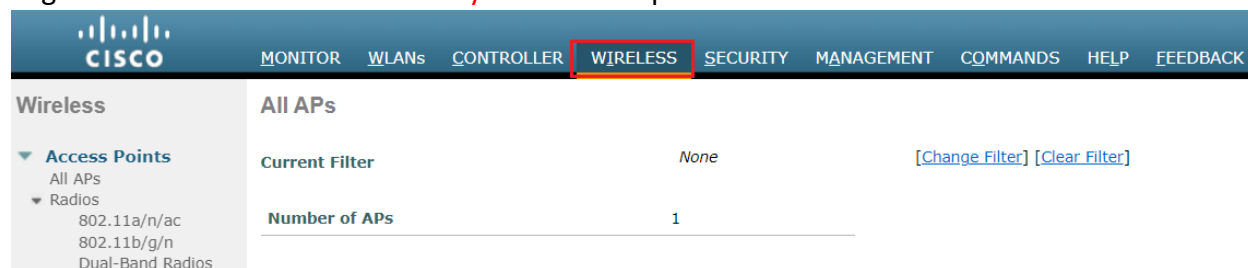 CISCO
MONITOR WLANs CONTROLLER WIRELESS SECURITY MANAGEMENT COMMANDS HELP FEEDBACK
Wireless
All APs
Access Points
Current Filter None [Change Filter] [Clear Filter]
All APs
Radios
802.11a/n/ac
Number of APs 1
802.11b/g/n
Dual-Band Radios